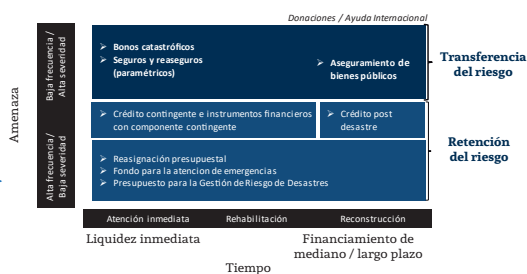 Donaciones / Ayuda Internacional
Amenaza
Baja frecuencia /
Alta severidad
➢ Bonos catastróficos
➢ Seguros y reaseguros
(paramétricos)
➢ Aseguramiento de
bienes públicos
Transferencia
del riesgo
➢ Crédito contingente e instrumentos financieros
con componente contingente
➢ Crédito post
desastre
Retención
del riesgo
Alta frecuencia/
Baja severidad
➢ Reasignación presupuestal
➢ Fondo para la atencion de emergencias
➢ Presupuesto para la Gestión de Riesgo de Desastres
Atención inmediata Rehabilitación Reconstrucción
Liquidez inmediata
Financiamiento de
mediano / largo plazo
Tiempo